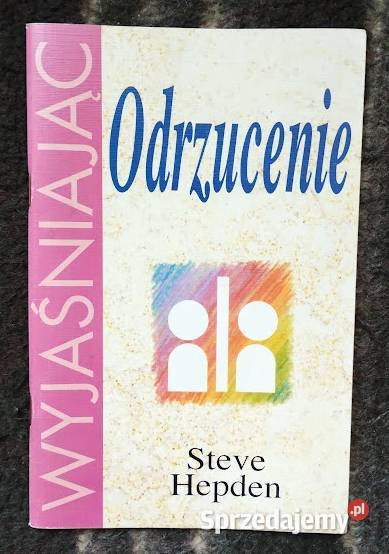 WYJAŚNIAJĄC
Odrzucenie
Steve
Hepden
Sprzedajemy.pl